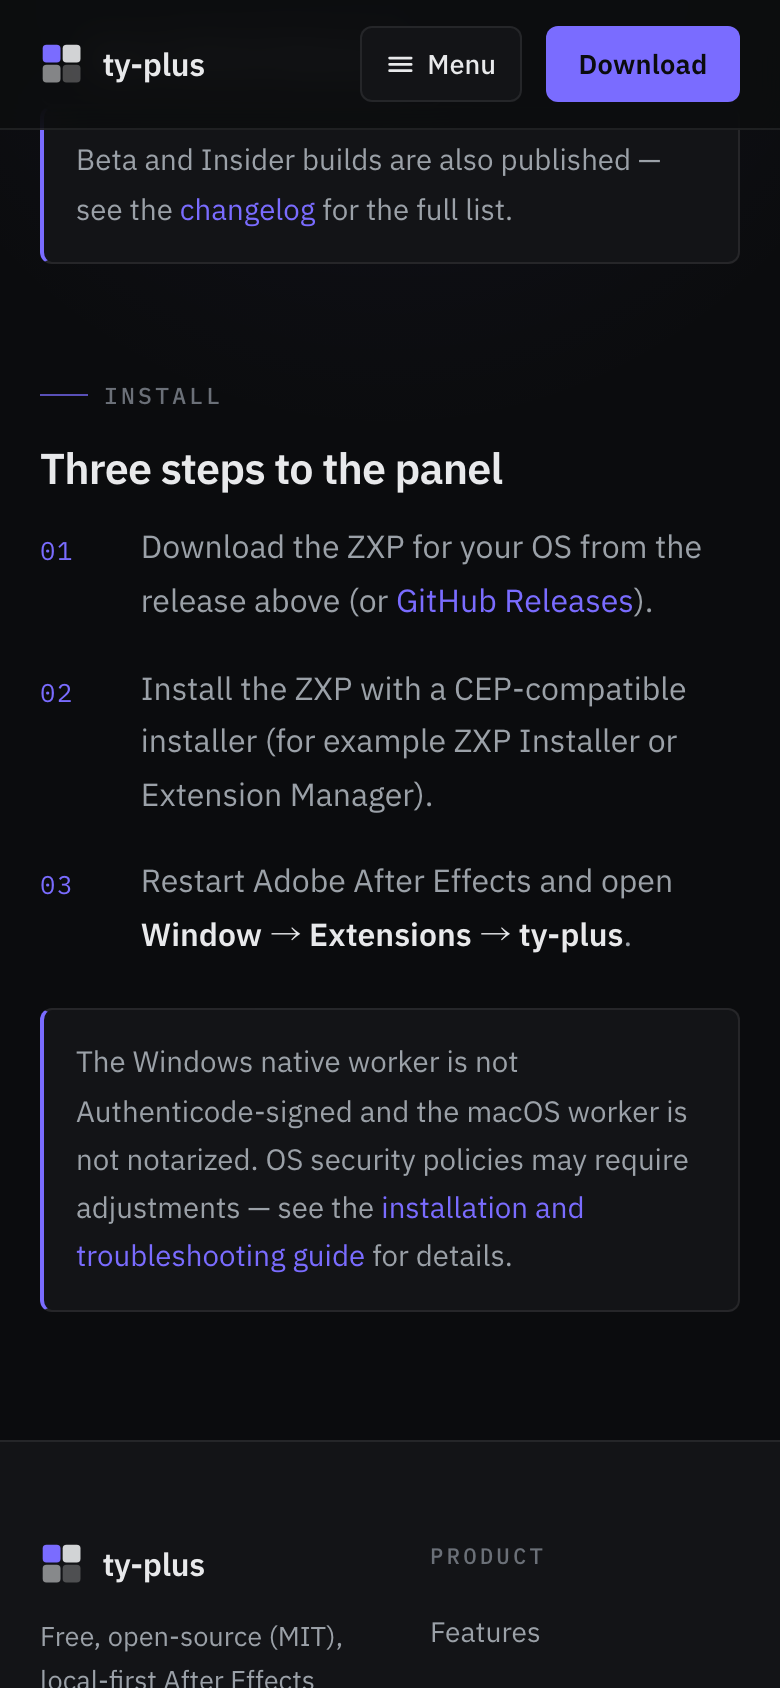 ty-plus
Menu
Download
Beta and Insider builds are also published —
see the changelog for the full list.
INSTALL
Three steps to the panel
01
Download the ZXP for your OS from the
release above (or GitHub Releases).
02
Install the ZXP with a CEP-compatible
installer (for example ZXP Installer or
Extension Manager).
03
Restart Adobe After Effects and open
Window → Extensions → ty-plus.
The Windows native worker is not
Authenticode-signed and the macOS worker is
not notarized. OS security policies may require
adjustments — see the installation and
troubleshooting guide for details.
ty-plus
Free, open-source (MIT),
local-first After Effects
PRODUCT
Features